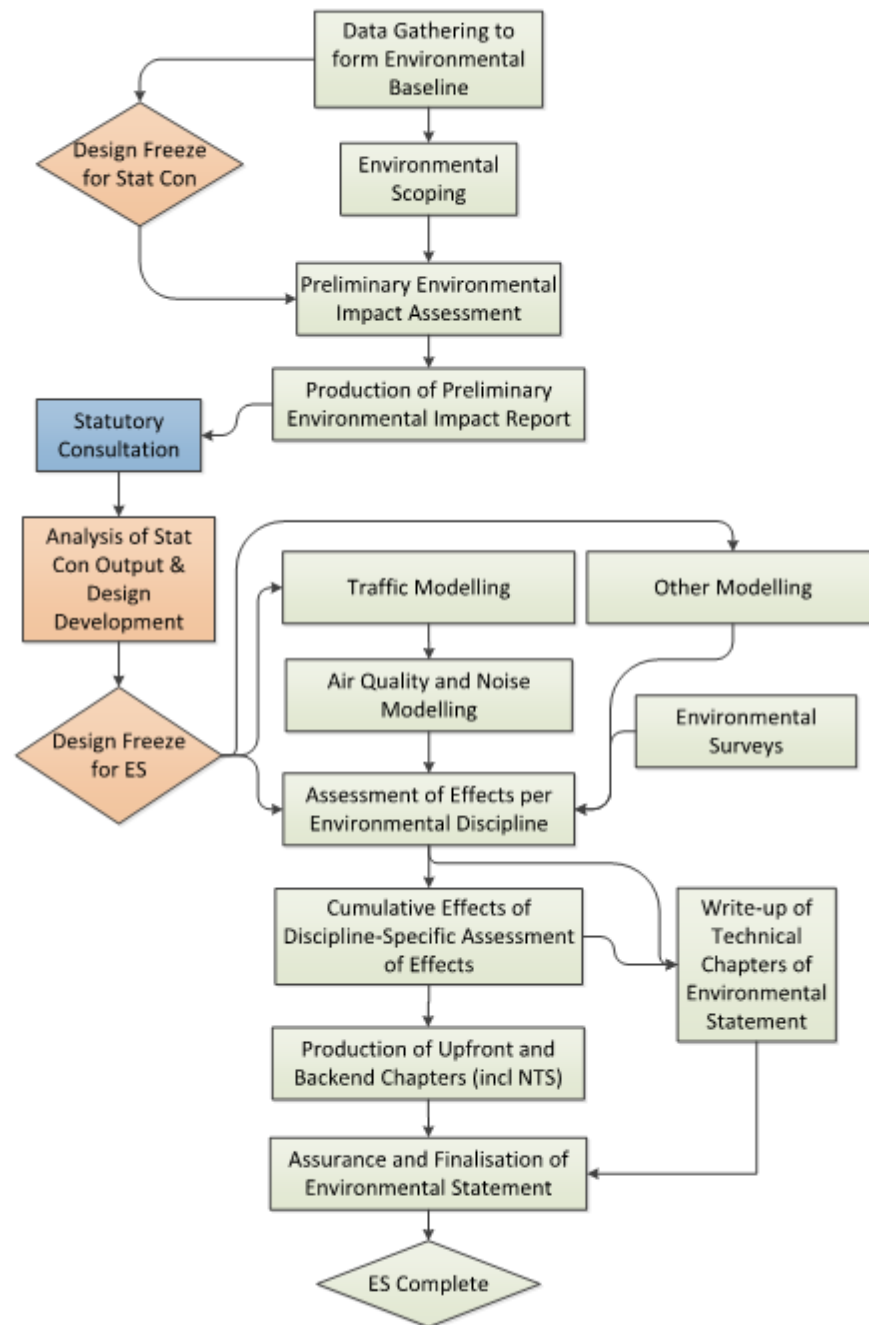 Data Gathering to
form Environmental
Baseline
Design Freeze
for Stat Con
Environmental
Scoping
Preliminary Environmental
Impact Assessment
Production of Preliminary
Environmental Impact Report
Statutory
Consultation
Analysis of Stat
Con Output &
Design
Development
Traffic Modelling
Other Modelling
Air Quality and Noise
Modelling
Environmental
Surveys
Design Freeze
for ES
Assessment of Effects per
Environmental Discipline
Cumulative Effects of
Discipline-Specific Assessment
of Effects
Write-up of
Technical
Chapters of
Environmental
Statement
Production of Upfront and
Backend Chapters (incl NTS)
Assurance and Finalisation of
Environmental Statement
ES Complete